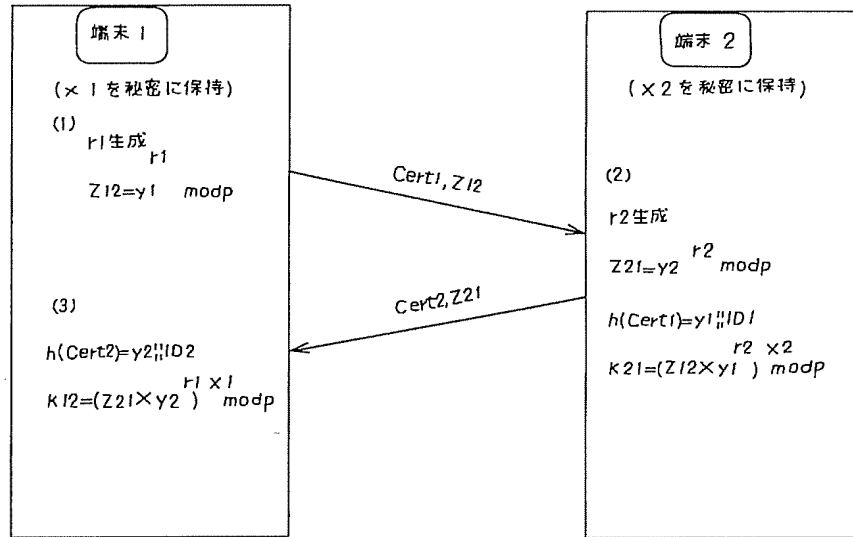 端末1
(x1を秘密に保持)
(1)
r1生成
r1
Z12=y1 modp
Cert1,Z12
端末2
(x2を秘密に保持)
(2)
r2生成
r2
Z21=y2 modp
h(Cert1)=y1||ID1
r2 x2
K21=(Z12×y1 ) modp
Cert2,Z21
(3)
h(Cert2)=y2||ID2
r1 x1
K12=(Z21×y2 ) modp